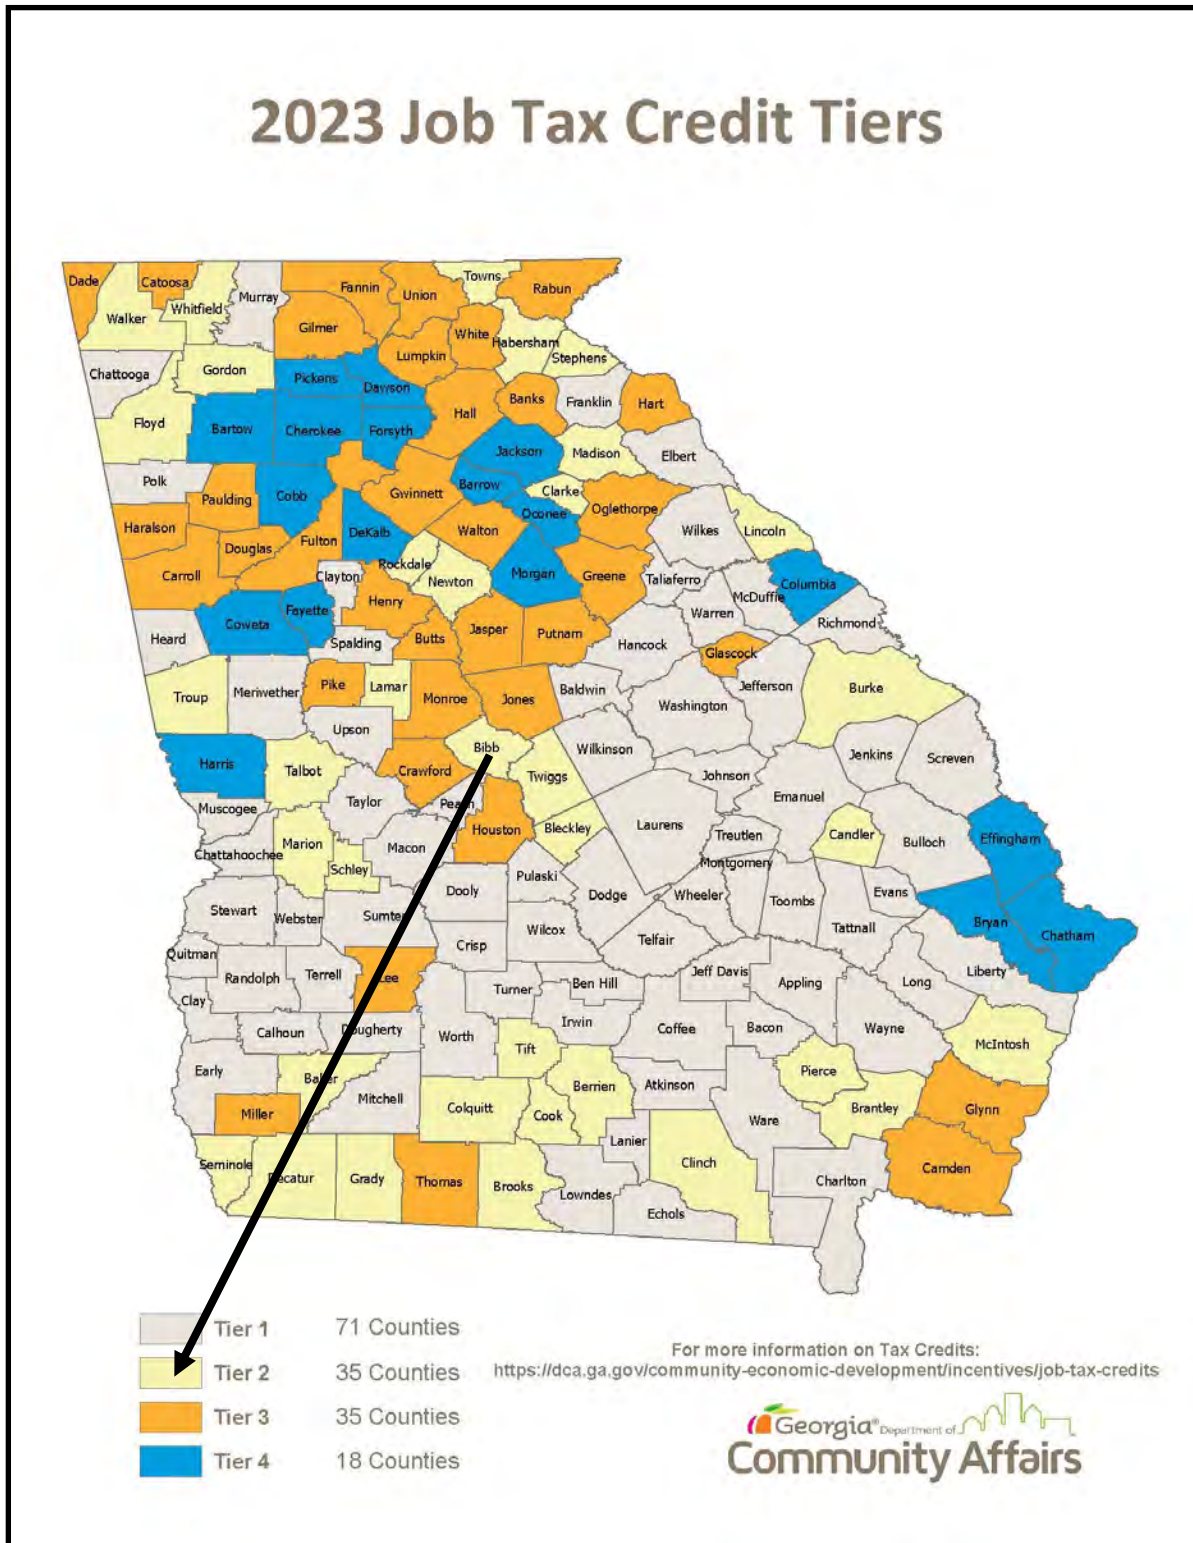 2023 Job Tax Credit Tiers
Dade
Catoosa
Walker
Whitfield
Murray
Fannin
Gilmer
Union
Towns
Rabun
White
Lumpkin
Habersham
Stephens
Chattooga
Gordon
Pickens
Dawson
Floyd
Bartow
Cherokee
Forsyth
Hall
Banks
Franklin
Hart
Jackson
Madison
Elbert
Polk
Paulding
Cobb
Gwinnett
Barrow
Clarke
Oconee
Oglethorpe
Haralson
Douglas
Fulton
DeKalb
Walton
Wilkes
Lincoln
Carroll
Clayton
Rockdale
Newton
Morgan
Greene
Taliaferro
McDuffie
Columbia
Heard
Coweta
Fayette
Henry
Spalding
Butts
Jasper
Putnam
Hancock
Warren
Richmond
Glascock
Troup
Meriwether
Pike
Lamar
Monroe
Jones
Baldwin
Washington
Jefferson
Burke
Upson
Bibb
Wilkinson
Harris
Talbot
Crawford
Twiggs
Johnson
Jenkins
Screven
Muscogee
Taylor
Houston
Bleckley
Laurens
Emanuel
Chattahoochee
Marion
Schley
Macon
Treutlen
Candler
Bulloch
Effingham
Pulaski
Montgomery
Stewart
Webster
Dooly
Dodge
Wheeler
Toombs
Evans
Tattnall
Bryan
Chatham
Crisp
Wilcox
Telfair
Quitman
Randolph
Terrell
Turner
Ben Hill
Jeff Davis
Appling
Long
Liberty
Clay
Calhoun
Worth
Irwin
Coffee
Bacon
Wayne
McIntosh
Early
Mitchell
Tift
Berrien
Atkinson
Pierce
Brantley
Glynn
Miller
Colquitt
Cook
Lanier
Ware
Seminole
Grady
Thomas
Brooks
Lowndes
Echols
Clinch
Charlton
Camden
Tier 1 71 Counties
Tier 2 35 Counties
Tier 3 35 Counties
Tier 4 18 Counties
For more information on Tax Credits:
https://dca.ga.gov/community-economic-development/incentives/job-tax-credits
Georgia® Department of
Community Affairs